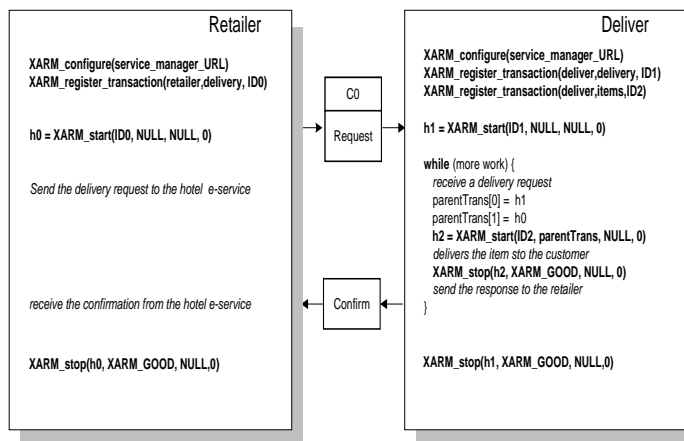 Retailer
XARM_configure(service_manager_URL)
XARM_register_transaction(retailer,delivery, ID0)
h0 = XARM_start(ID0, NULL, NULL, 0)
Send the delivery request to the hotel e-service
receive the confirmation from the hotel e-service
XARM_stop(h0, XARM_GOOD, NULL,0)
C0
Request
Confirm
Deliver
XARM_configure(service_manager_URL)
XARM_register_transaction(deliver,delivery, ID1)
XARM_register_transaction(deliver,items,ID2)
h1 = XARM_start(ID1, NULL, NULL, 0)
while (more work) {
receive a delivery request
parentTrans[0] = h1
parentTrans[1] = h0
h2 = XARM_start(ID2, parentTrans, NULL, 0)
delivers the item sto the customer
XARM_stop(h2, XARM_GOOD, NULL, 0)
send the response to the retailer
}
XARM_stop(h1, XARM_GOOD, NULL,0)